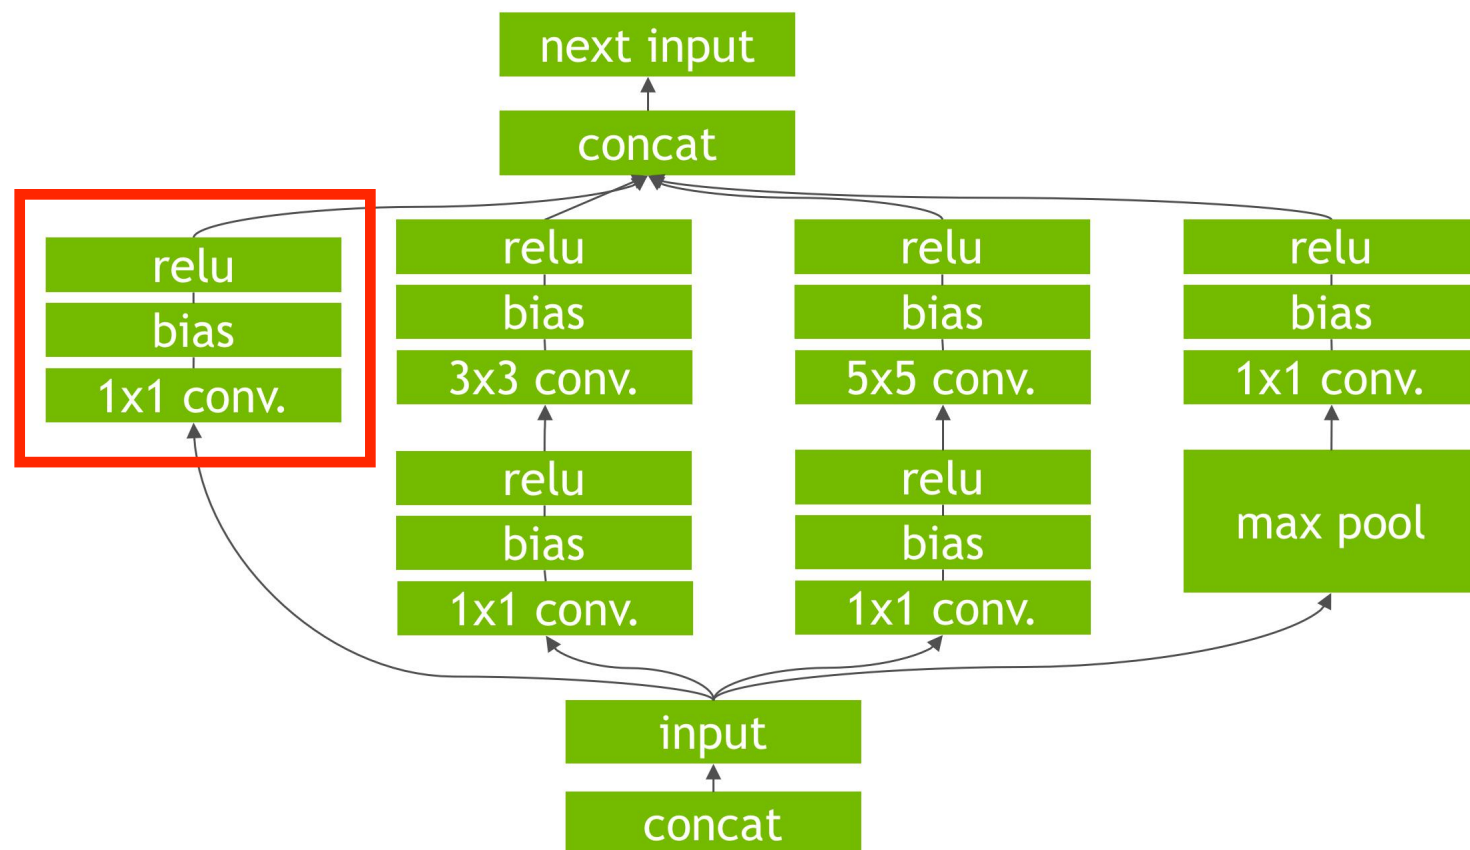 next input
concat
relu
bias
1x1 conv.
relu
bias
3x3 conv.
relu
bias
1x1 conv.
relu
bias
5x5 conv.
relu
bias
1x1 conv.
relu
bias
1x1 conv.
max pool
input
concat